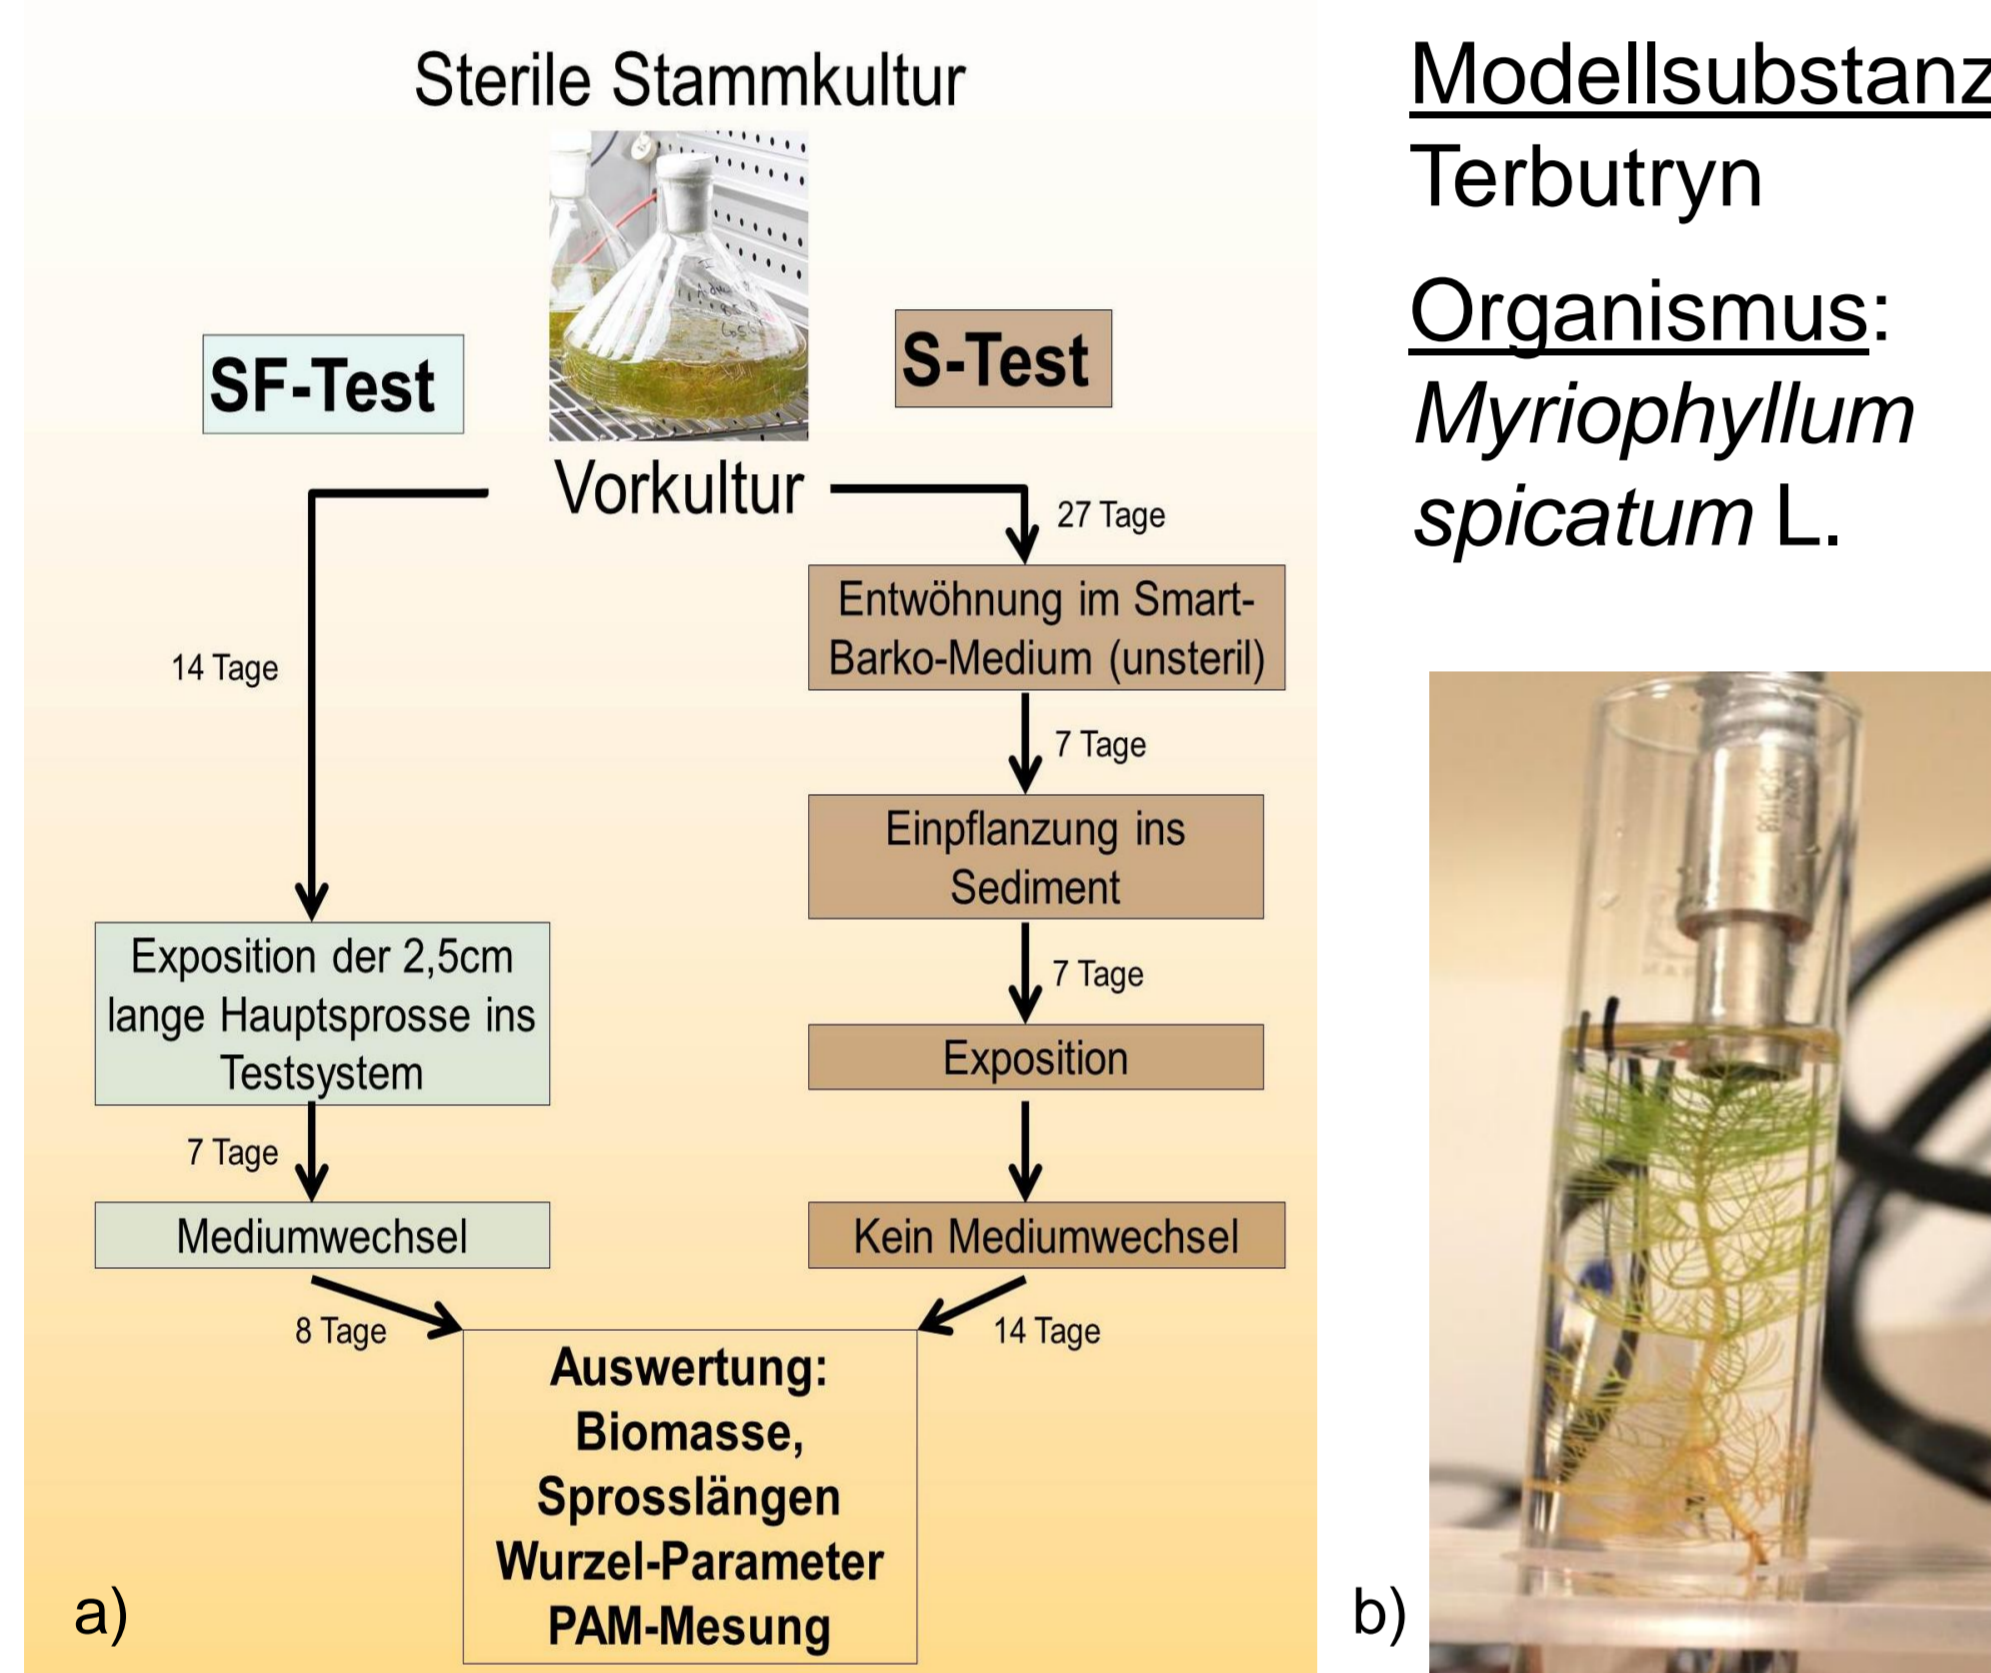 Sterile Stammkultur
SF-Test
S-Test
Vorkultur
27 Tage
14 Tage
Entwöhnung im Smart-
Barko-Medium (unsteril)
7 Tage
Einpflanzung ins
Sediment
7 Tage
Exposition der 2,5cm
lange Hauptsprosse ins
Testsystem
Exposition
7 Tage
Mediumwechsel
Kein Mediumwechsel
8 Tage
14 Tage
Auswertung:
Biomasse,
Sprosslängen
Wurzel-Parameter
PAM-Mesung
a)
Modellsubstanz
Terbutryn
Organismus:
Myriophyllum
spicatum L.
b)